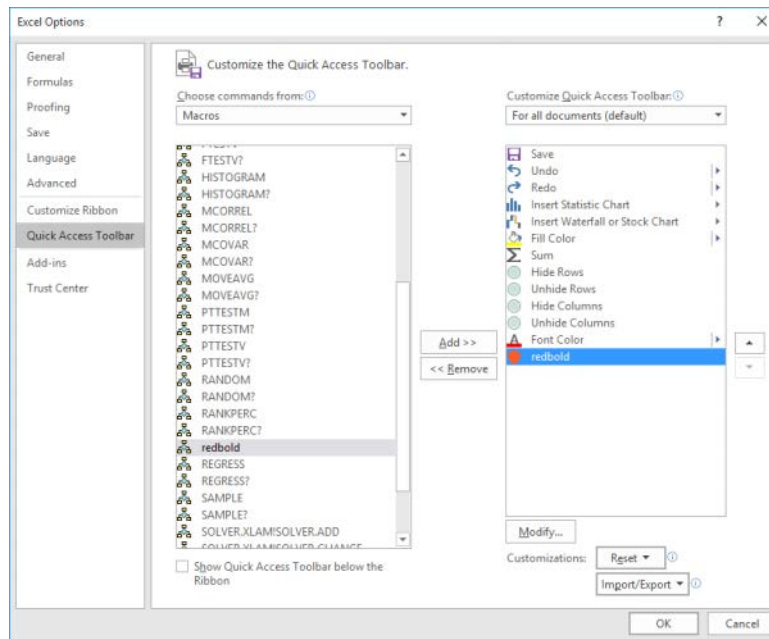 Excel Options
?
General
Formulas
Proofing
Save
Language
Advanced
Customize Ribbon
Quick Access Toolbar
Add-ins
Trust Center
Customize the Quick Access Toolbar.
Choose commands from:
Macros
FTESTV?
HISTOGRAM
HISTOGRAM?
MCORREL
MCORREL?
MCOVAR
MCOVAR?
MOVEAVG
MOVEAVG?
PTTESTM
PTTESTM?
PTTESTV
PTTESTV?
RANDOM
RANDOM?
RANKPERC
RANKPERC?
redbold
REGRESS
REGRESS?
SAMPLE
SAMPLE?
SOLVER.XLAM!SOLVER.ADD
SOLVER.XLAM!SOLVER.CHANGE
Show Quick Access Toolbar below the
Ribbon
Add >>
<< Remove
Customize Quick Access Toolbar:
For all documents (default)
Save
Undo
Redo
Insert Statistic Chart
Insert Waterfall or Stock Chart
Fill Color
Sum
Hide Rows
Unhide Rows
Hide Columns
Unhide Columns
Font Color
redbold
Modify...
Customizations:
Reset
Import/Export
OK
Cancel